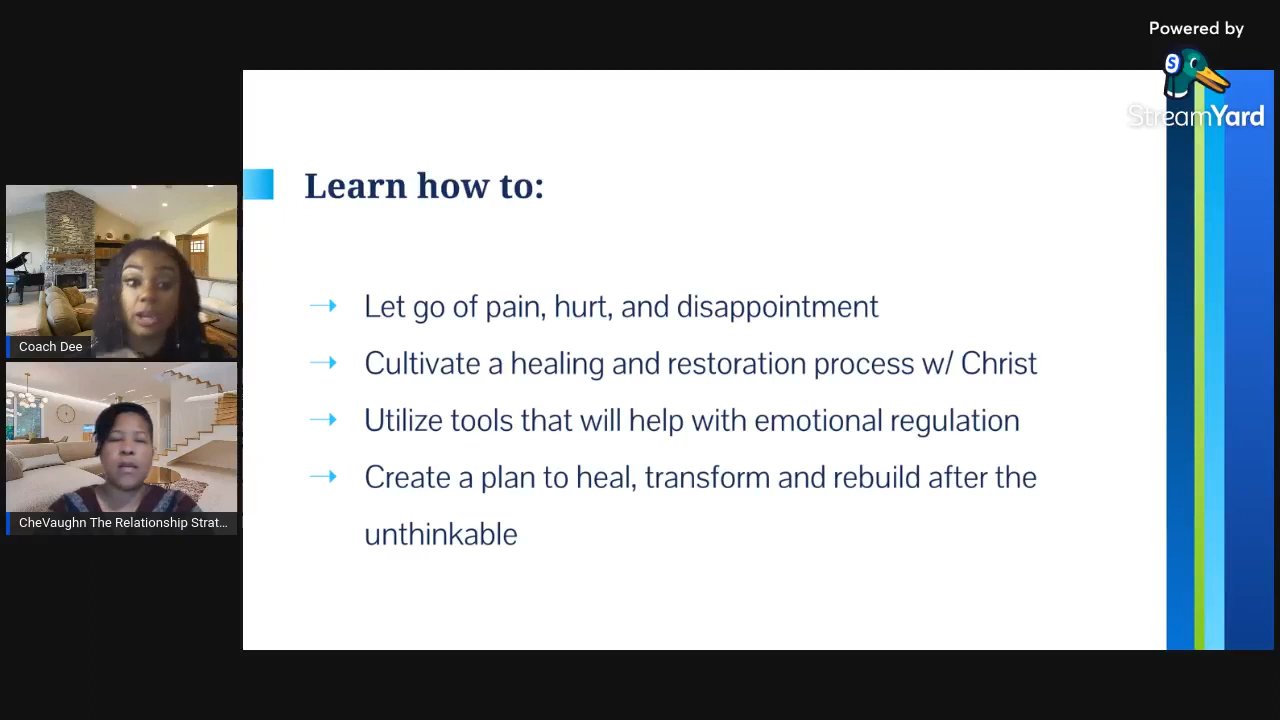 Powered by
StreamYard
Learn how to:
→ Let go of pain, hurt, and disappointment
→ Cultivate a healing and restoration process w/ Christ
→ Utilize tools that will help with emotional regulation
→ Create a plan to heal, transform and rebuild after the
unthinkable
Coach Dee
CheVaughn The Relationship Strat...